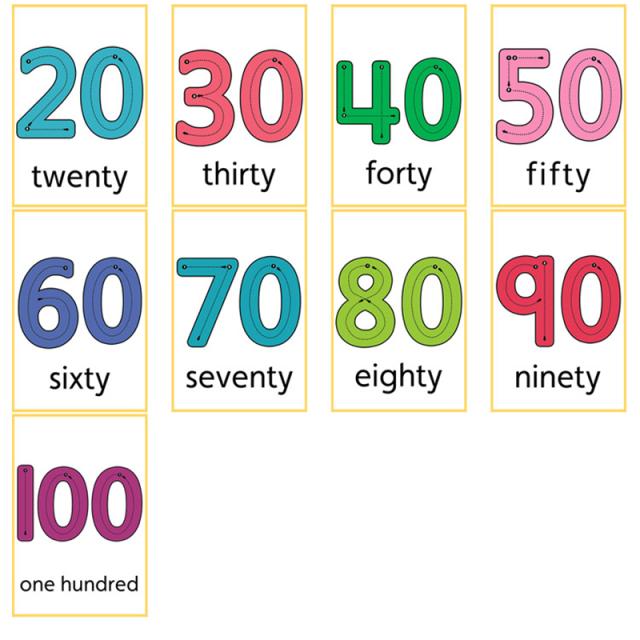 20 30 40 50
twenty thirty forty fifty
60 70 80 90
sixty seventy eighty ninety
100
one hundred